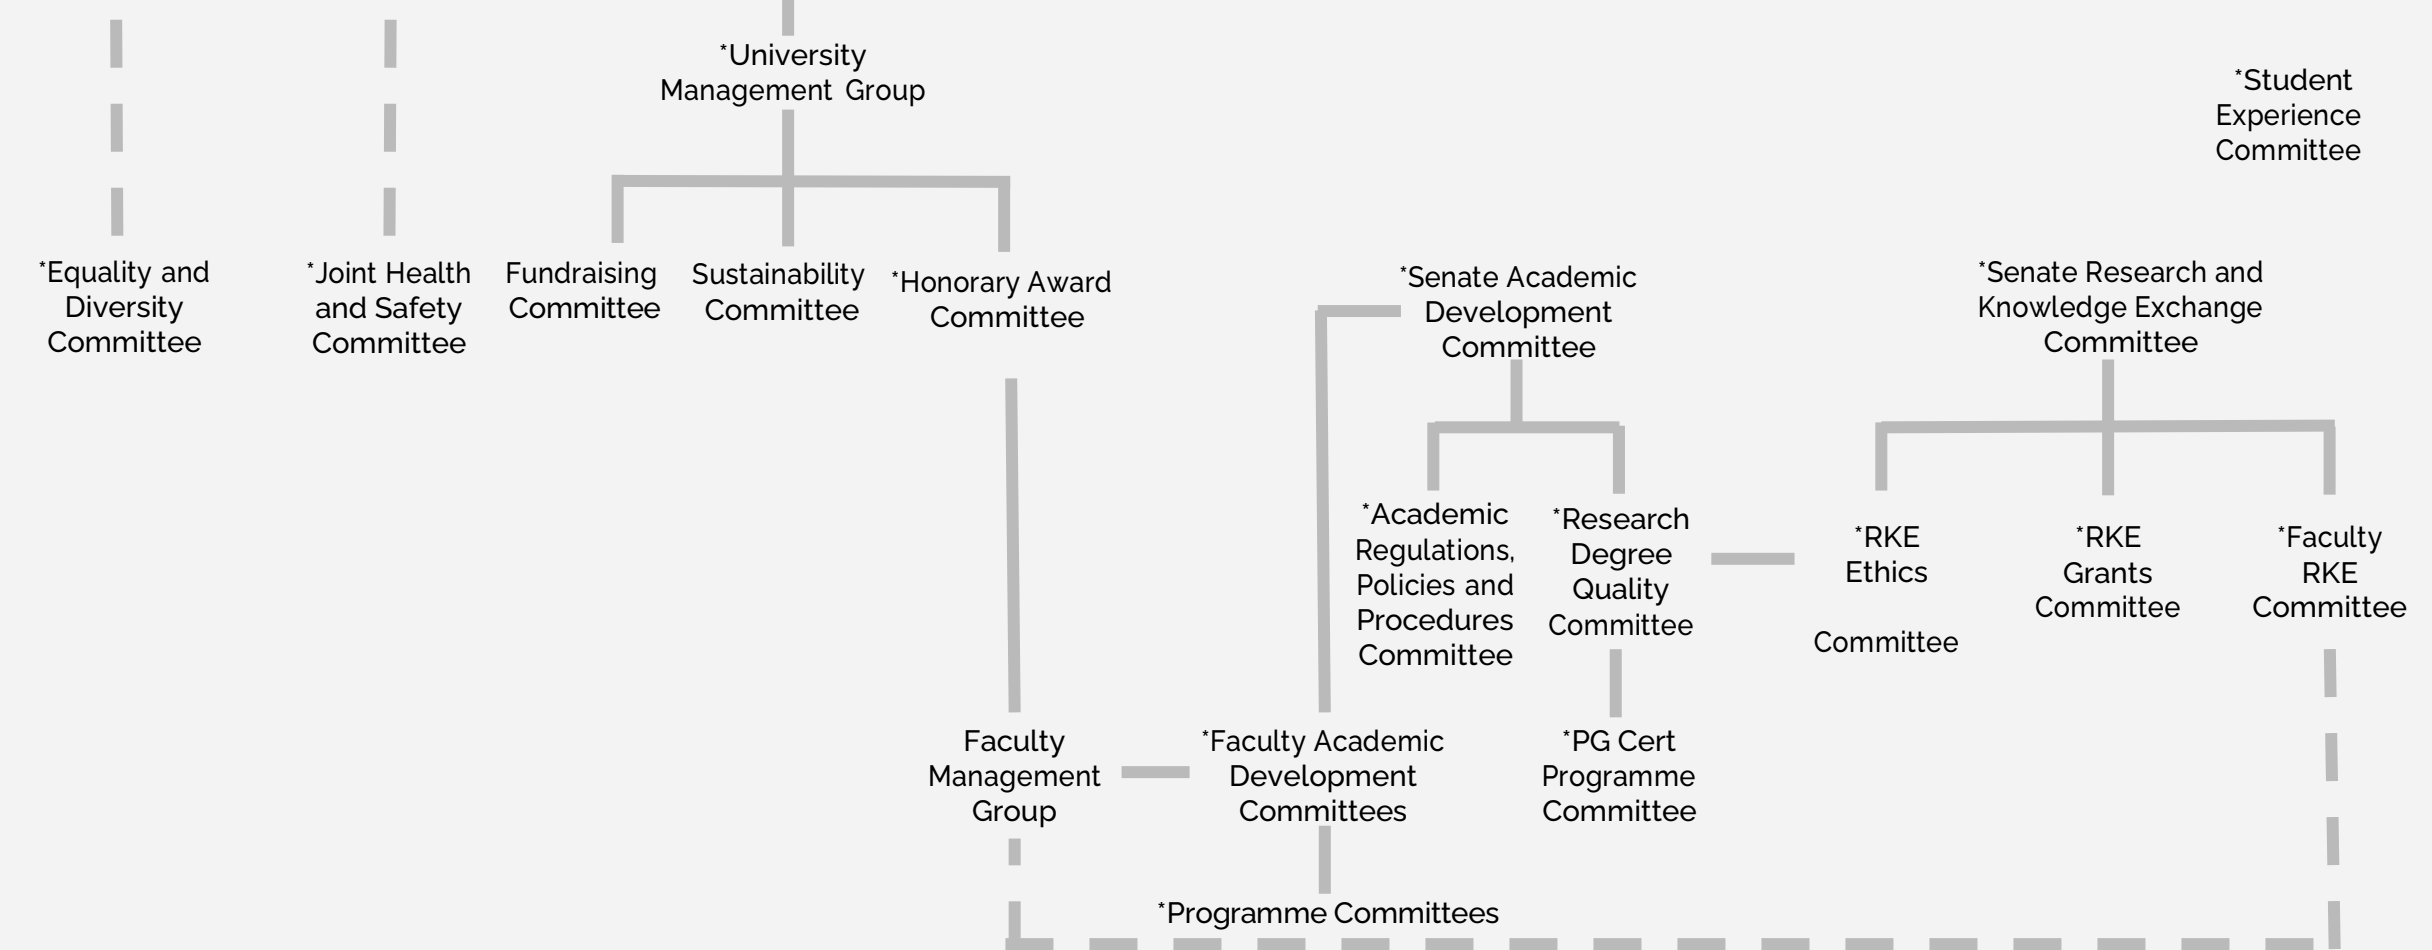 *University
Management Group
*Student
Experience
Committee
*Equality and
Diversity
Committee
*Joint Health
and Safety
Committee
Fundraising
Committee
Sustainability
Committee
*Honorary Award
Committee
*Senate Academic
Development
Committee
*Senate Research and
Knowledge Exchange
Committee
*Academic
Regulations,
Policies and
Procedures
Committee
*Research
Degree
Quality
Committee
*RKE
Ethics
Committee
*RKE
Grants
Committee
*Faculty
RKE
Committee
Faculty
Management
Group
*Faculty Academic
Development
Committees
*PG Cert
Programme
Committee
*Programme Committees